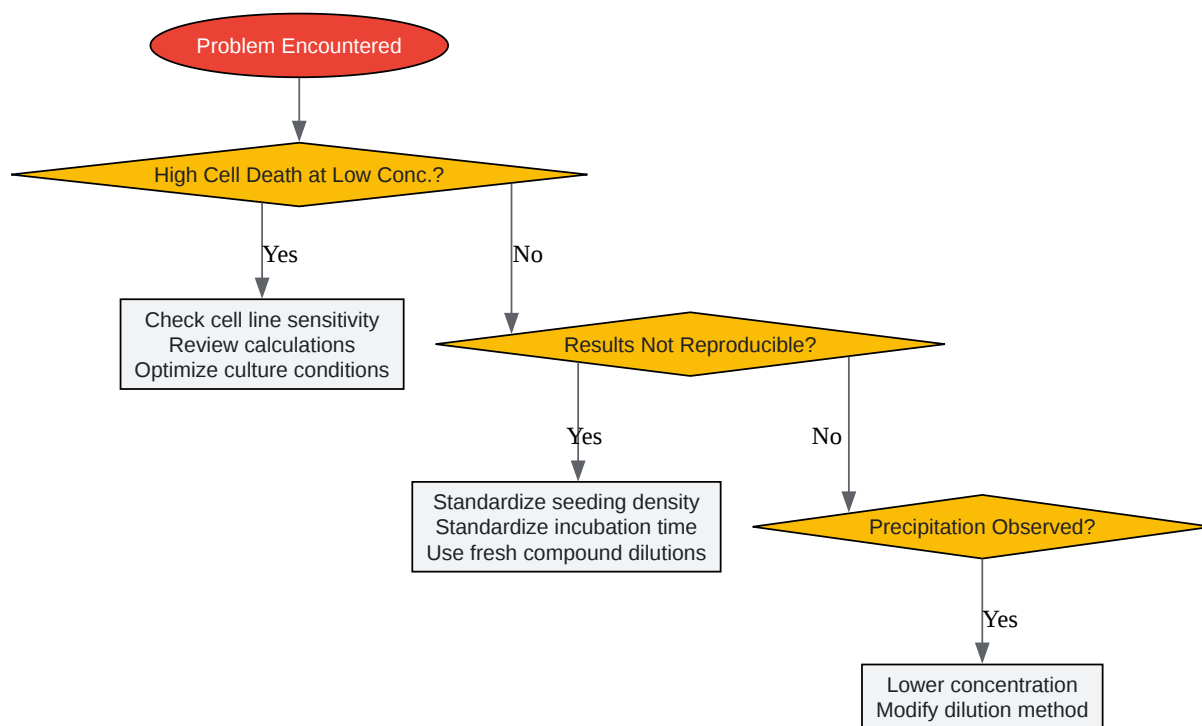 Problem Encountered
High Cell Death at Low Conc.?
Yes
No
Check cell line sensitivity
Review calculations
Optimize culture conditions
Results Not Reproducible?
Yes
No
Standardize seeding density
Standardize incubation time
Use fresh compound dilutions
Precipitation Observed?
Yes
Lower concentration
Modify dilution method